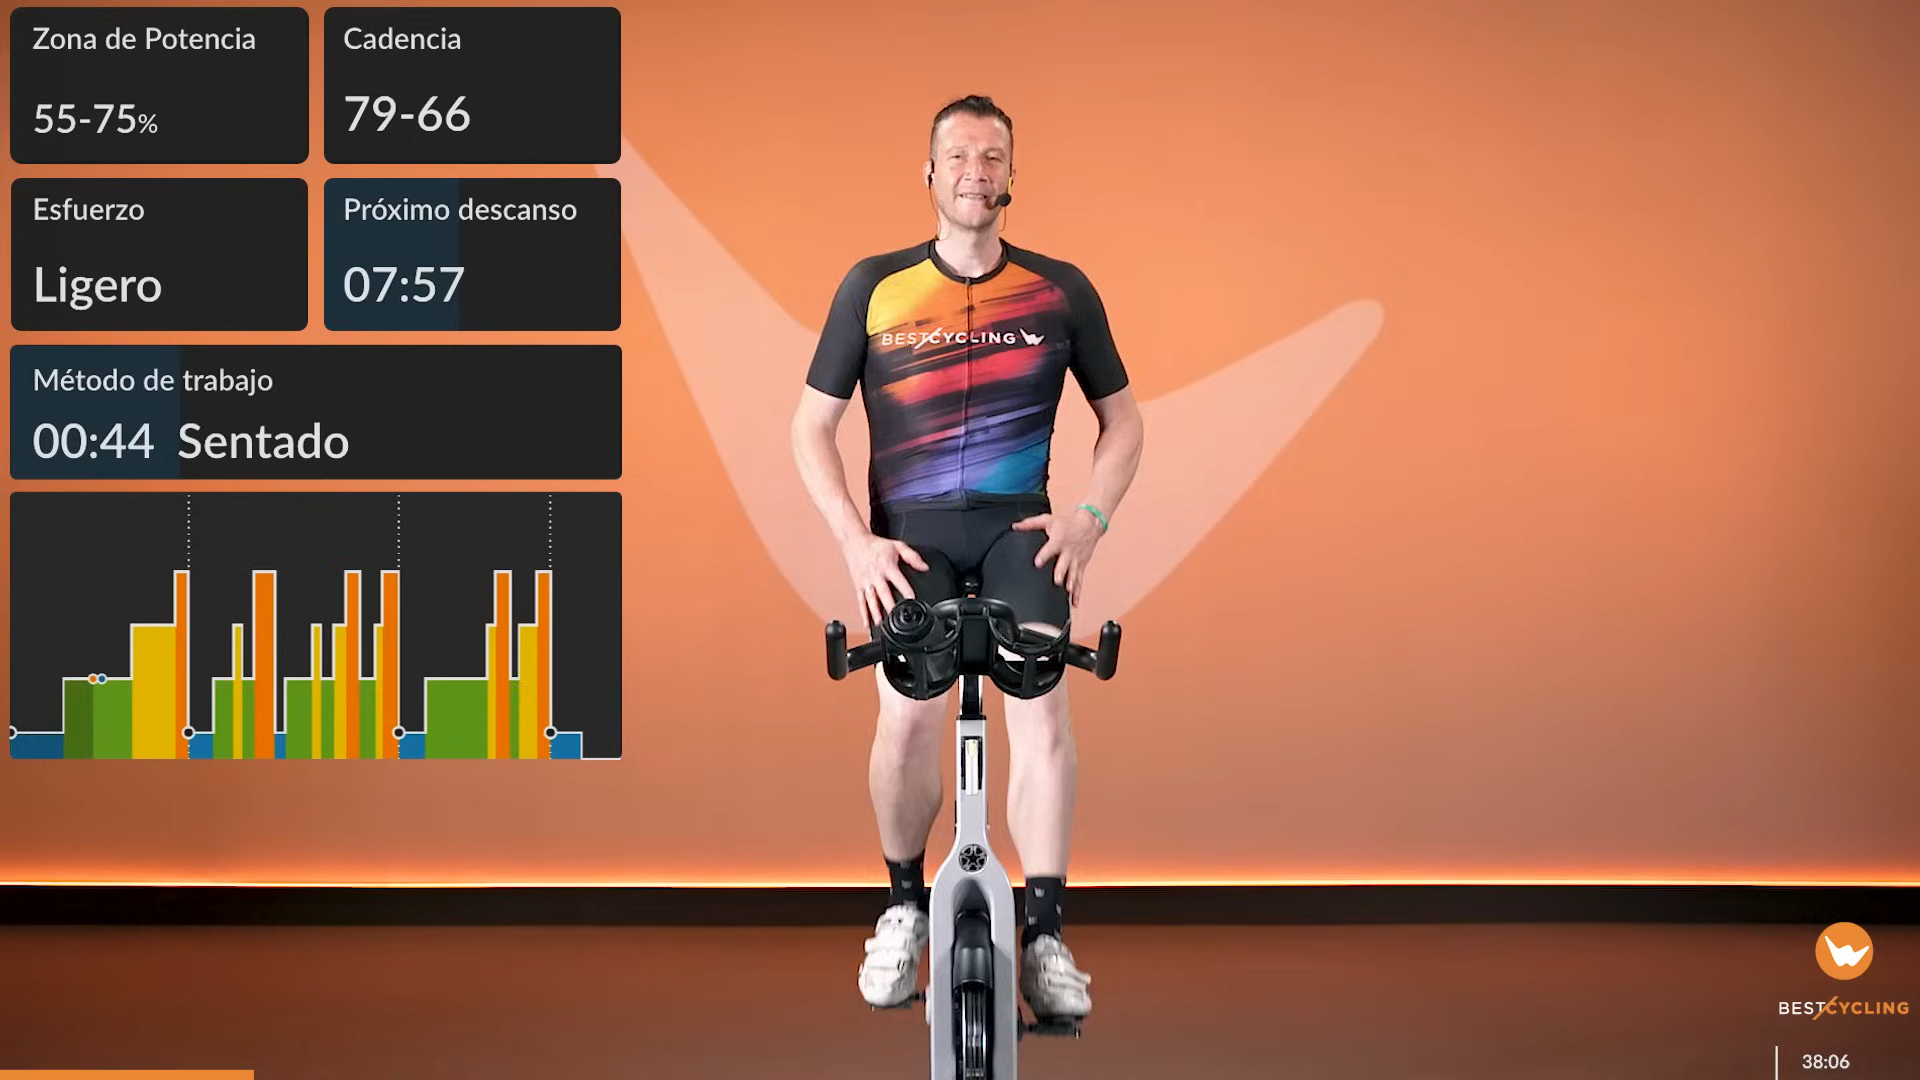 Zona de Potencia
55-75%
Cadencia
79-66
Esfuerzo
Ligero
Próximo descanso
07:57
Método de trabajo
00:44 Sentado
BESTCYCLING
BESTCYCLING
38:06